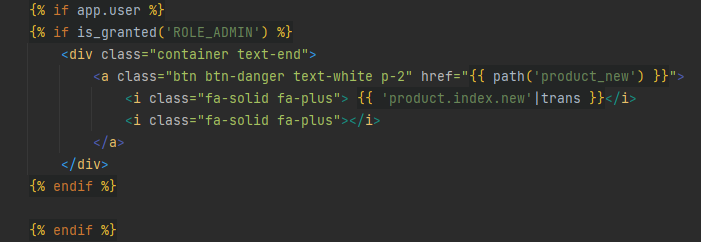 {% if app.user %}
{% if is_granted('ROLE_ADMIN') %}
<div class="container text-end">
<a class="btn btn-danger text-white p-2" href="{{ path('product_new') }}">
<i class="fa-solid fa-plus"> {{ 'product.index.new'|trans }}</i>
<i class="fa-solid fa-plus"></i>
</a>
</div>
{% endif %}
{% endif %}